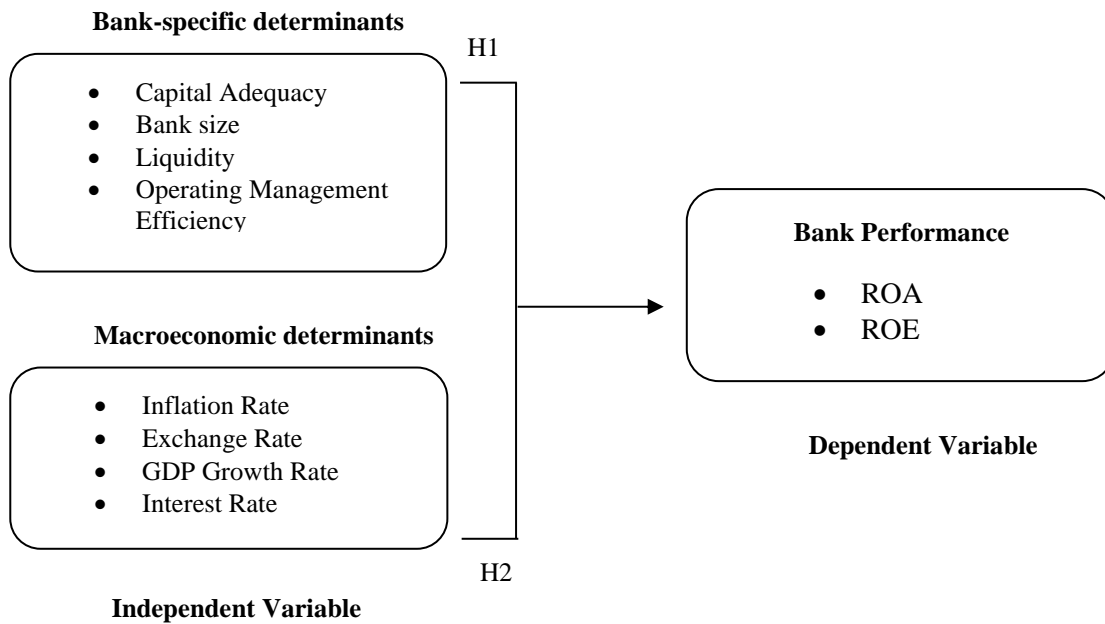 Bank-specific determinants
H1
• Capital Adequacy
• Bank size
• Liquidity
• Operating Management
Efficiency
Macroeconomic determinants
• Inflation Rate
• Exchange Rate
• GDP Growth Rate
• Interest Rate
H2
Independent Variable
Bank Performance
• ROA
• ROE
Dependent Variable